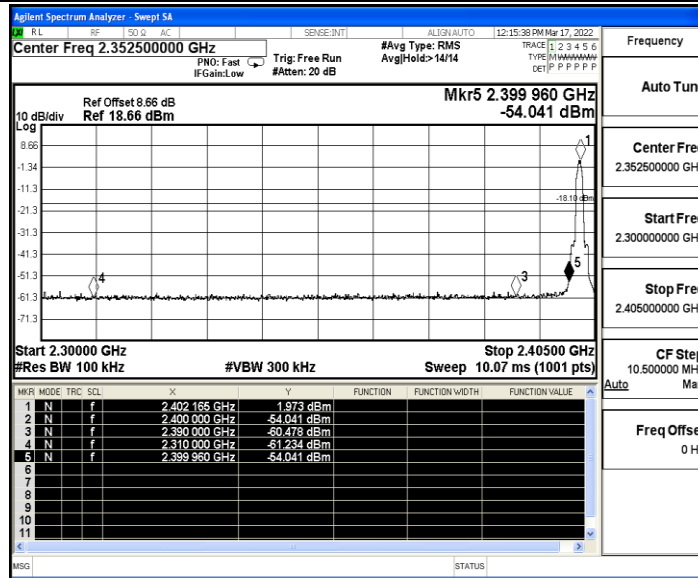 Agilent Spectrum Analyzer - Swept SA
RL RF 50 Ω AC SENSE:INT ALIGN AUTO 12:15:38 PM Mar 17, 2022
Center Freq 2.352500000 GHz
PNO: Fast
IFGain:Low
Trig: Free Run
#Atten: 20 dB
#Avg Type: RMS
Avg|Hold:> 14/14
TRACE 1 2 3 4 5 6
TYPE M WWWWW
DET P P P P P P
Ref Offset 8.66 dB
Ref 18.66 dBm
Mkr5 2.399 960 GHz
-54.041 dBm
10 dB/div
Log
8.66
-1.34
-11.3
-21.3
-31.3
-41.3
-51.3
-61.3
-71.3
-18.10 dBm
1
3
4
5
Start 2.30000 GHz Stop 2.40500 GHz
#Res BW 100 kHz #VBW 300 kHz Sweep 10.07 ms (1001 pts)
MKR MODE TRC SCL X Y FUNCTION FUNCTION WIDTH FUNCTION VALUE
1 N f 2.402 165 GHz 1.973 dBm
2 N f 2.400 000 GHz -54.041 dBm
3 N f 2.390 000 GHz -60.478 dBm
4 N f 2.310 000 GHz -61.234 dBm
5 N f 2.399 960 GHz -54.041 dBm
6
7
8
9
10
11
MSG STATUS
Frequency
Auto Tun
Center Fre
2.352500000 GH
Start Fre
2.300000000 GH
Stop Fre
2.405000000 GH
CF Step
10.500000 MH
Auto Ma
Freq Offse
0 H